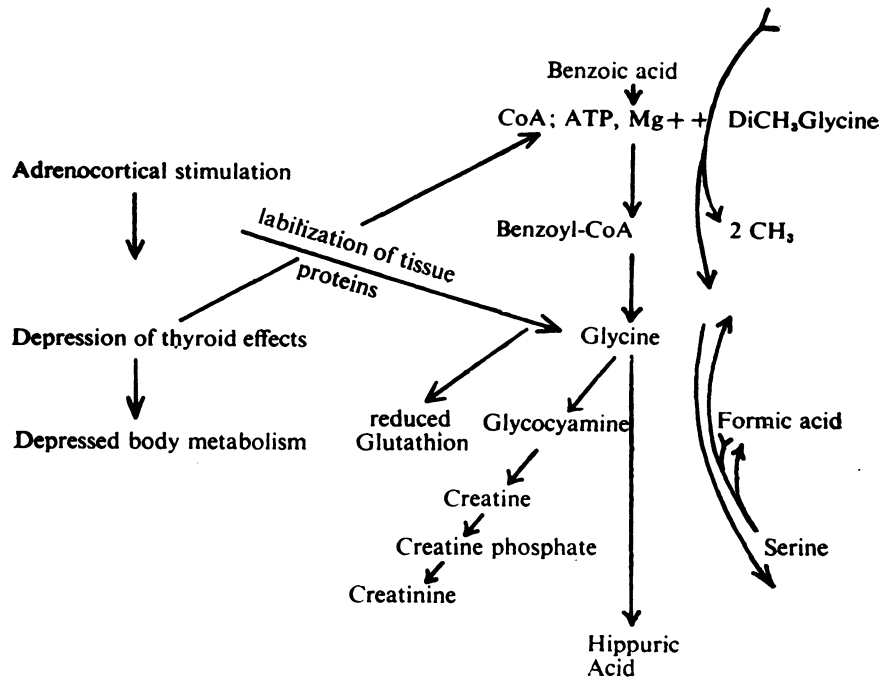 Benzoic acid
CoA; ATP, Mg++ DiCH₃Glycine
Adrenocortical stimulation
labilization of tissue
proteins
Benzoyl-CoA
2 CH₃
Depression of thyroid effects
Glycine
Depressed body metabolism
reduced
Glutathion
Glycocyamine
Formic acid
Creatine
Creatine phosphate
Serine
Creatinine
Hippuric
Acid